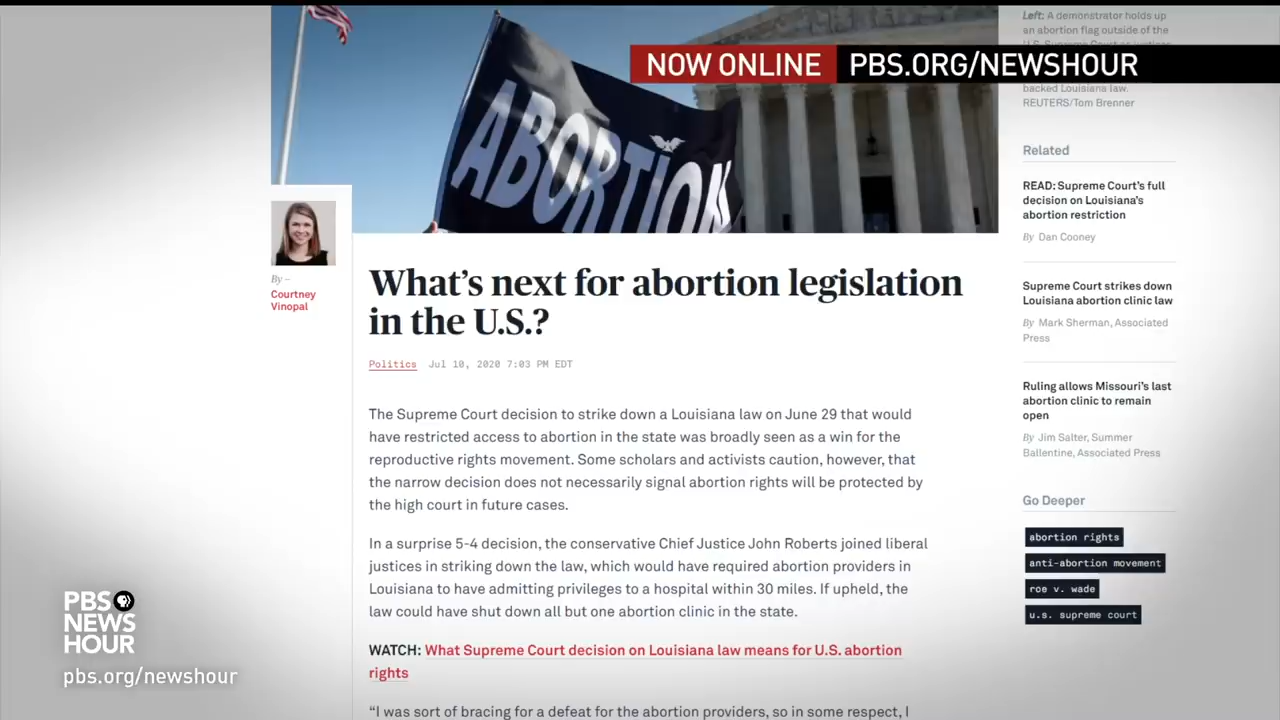 Left: A demonstrator holds up
an abortion flag outside of the
NOW ONLINE PBS.ORG/NEWSHOUR
backed Louisiana law.
REUTERS/Tom Brenner
ABORTION
By –
Courtney
Vinopal
What's next for abortion legislation
in the U.S.?
Politics Jul 10, 2020 7:03 PM EDT
The Supreme Court decision to strike down a Louisiana law on June 29 that would
have restricted access to abortion in the state was broadly seen as a win for the
reproductive rights movement. Some scholars and activists caution, however, that
the narrow decision does not necessarily signal abortion rights will be protected by
the high court in future cases.
In a surprise 5-4 decision, the conservative Chief Justice John Roberts joined liberal
justices in striking down the law, which would have required abortion providers in
Louisiana to have admitting privileges to a hospital within 30 miles. If upheld, the
law could have shut down all but one abortion clinic in the state.
WATCH: What Supreme Court decision on Louisiana law means for U.S. abortion
rights
“I was sort of bracing for a defeat for the abortion providers, so in some respect, I
Related
READ: Supreme Court's full
decision on Louisiana's
abortion restriction
By Dan Cooney
Supreme Court strikes down
Louisiana abortion clinic law
By Mark Sherman, Associated
Press
Ruling allows Missouri's last
abortion clinic to remain
open
By Jim Salter, Summer
Ballentine, Associated Press
Go Deeper
abortion rights
anti-abortion movement
roe v. wade
u.s. supreme court
PBS
NEWS
HOUR
pbs.org/newshour